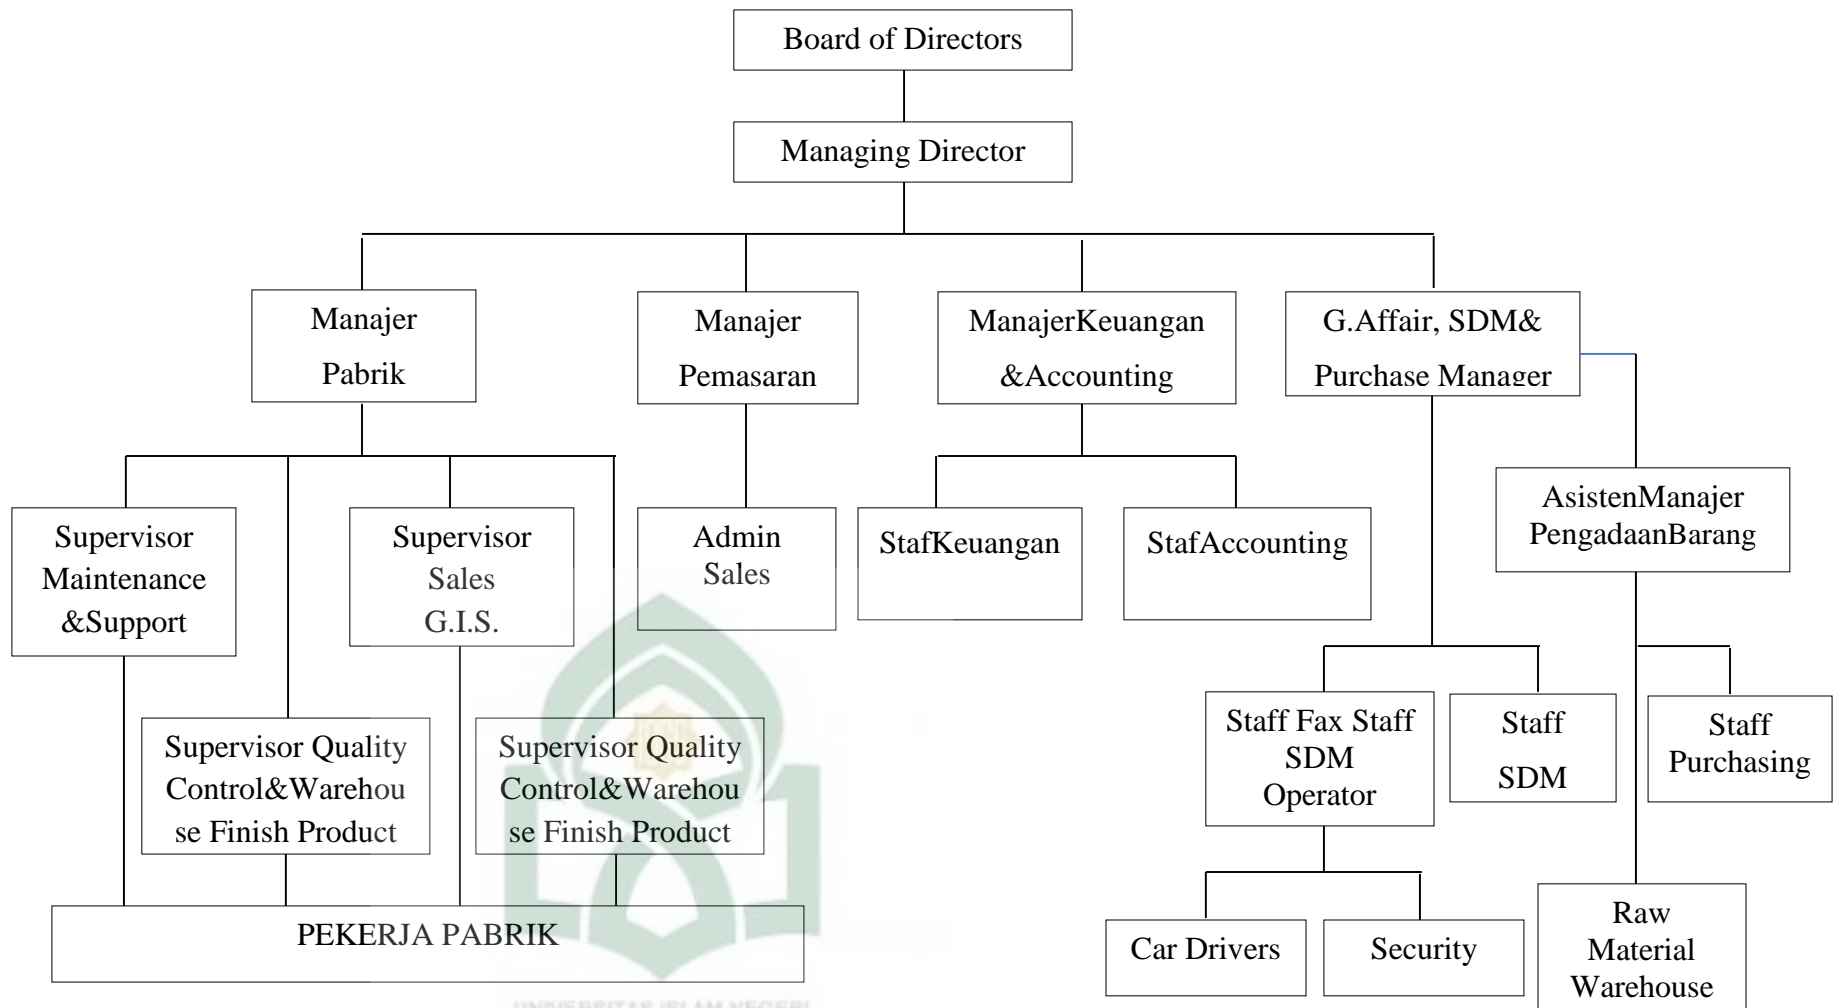 Board of Directors
Managing Director
Manajer
Pabrik
Manajer
Pemasaran
ManajerKeuangan
&Accounting
G.Affair, SDM&
Purchase Manager
Supervisor
Maintenance
&Support
Supervisor
Sales
G.I.S.
Admin
Sales
StafKeuangan
StafAccounting
AsistenManajer
PengadaanBarang
Supervisor Quality
Control&Warehou
se Finish Product
Supervisor Quality
Control&Warehou
se Finish Product
Staff Fax Staff
SDM
Operator
Staff
SDM
Staff
Purchasing
PEKERJA PABRIK
Car Drivers
Security
Raw
Material
Warehouse
UNIVERSITAS ISLAM NEGERI